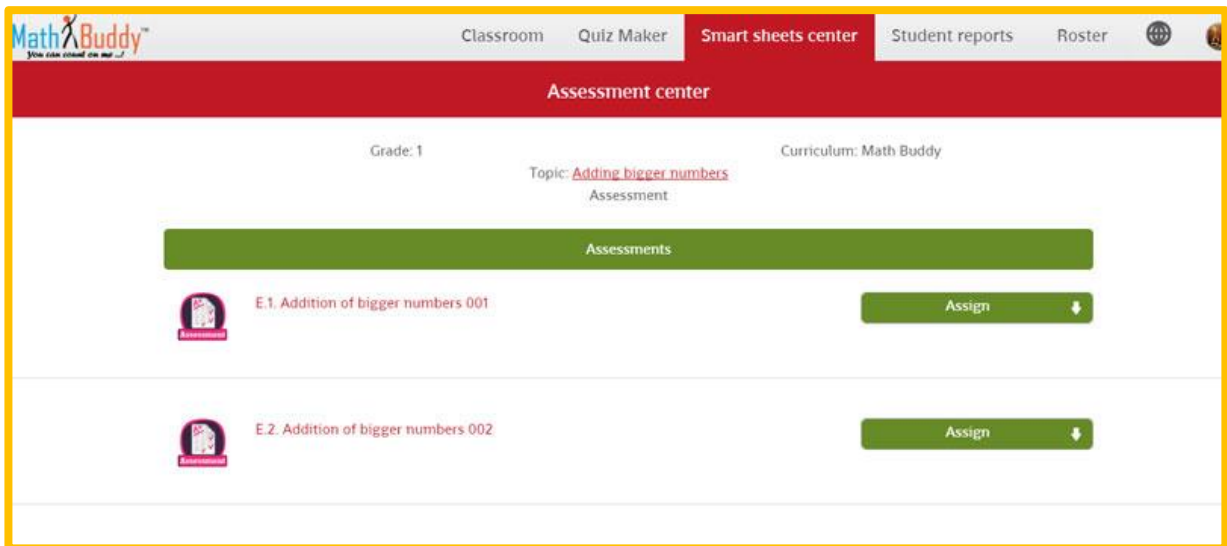 Math Buddy™
You can count on me ...!
Classroom Quiz Maker Smart sheets center Student reports Roster
Assessment center
Grade: 1 Curriculum: Math Buddy
Topic: Adding bigger numbers
Assessment
Assessments
E.1. Addition of bigger numbers 001 Assign
Assessment
E.2. Addition of bigger numbers 002 Assign
Assessment